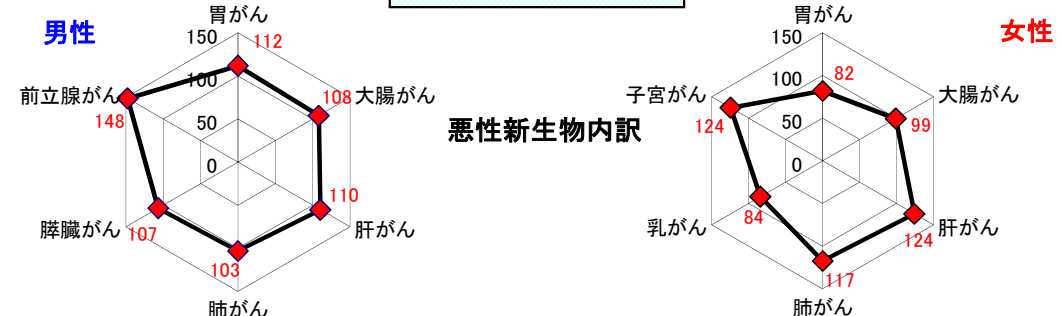 男性
胃がん
150
112
100
前立腺がん
148
108
大腸がん
50
0
110
膵臓がん
107
肝がん
103
肺がん
悪性新生物内訳
女性
胃がん
150
100
82
子宮がん
124
大腸がん
99
50
0
乳がん
84
肝がん
124
117
肺がん